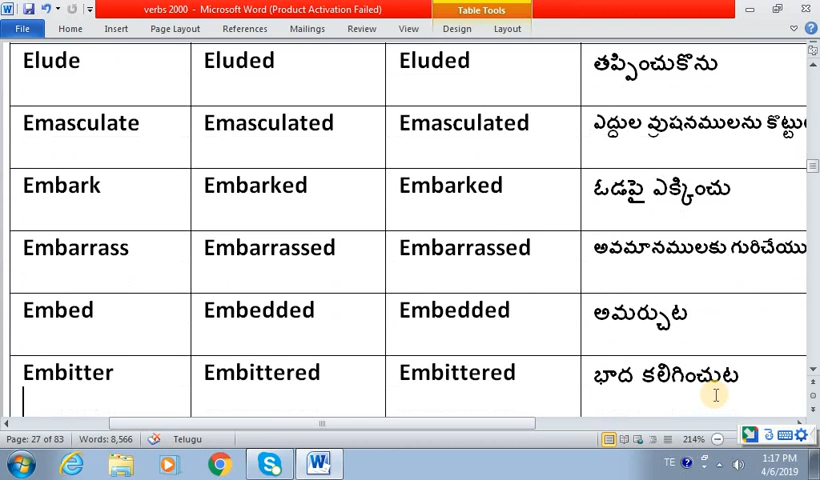 verbs 2000 - Microsoft Word (Product Activation Failed)
Table Tools
File Home Insert Page Layout References Mailings Review View Design Layout
Elude Eluded Eluded తప్పించుకొను
Emasculate Emasculated Emasculated ఎద్దుల వ్రుషనములను
Embark Embarked Embarked ఓడపై ఎక్కించు
Embarrass Embarrassed Embarrassed అవమానములకు గురిచేయు
Embed Embedded Embedded అమర్చుట
Embitter Embittered Embittered భాద కలిగించుట
Page: 27 of 83 Words: 8,566 Telugu 214%
TE 1:17 PM
4/6/2019